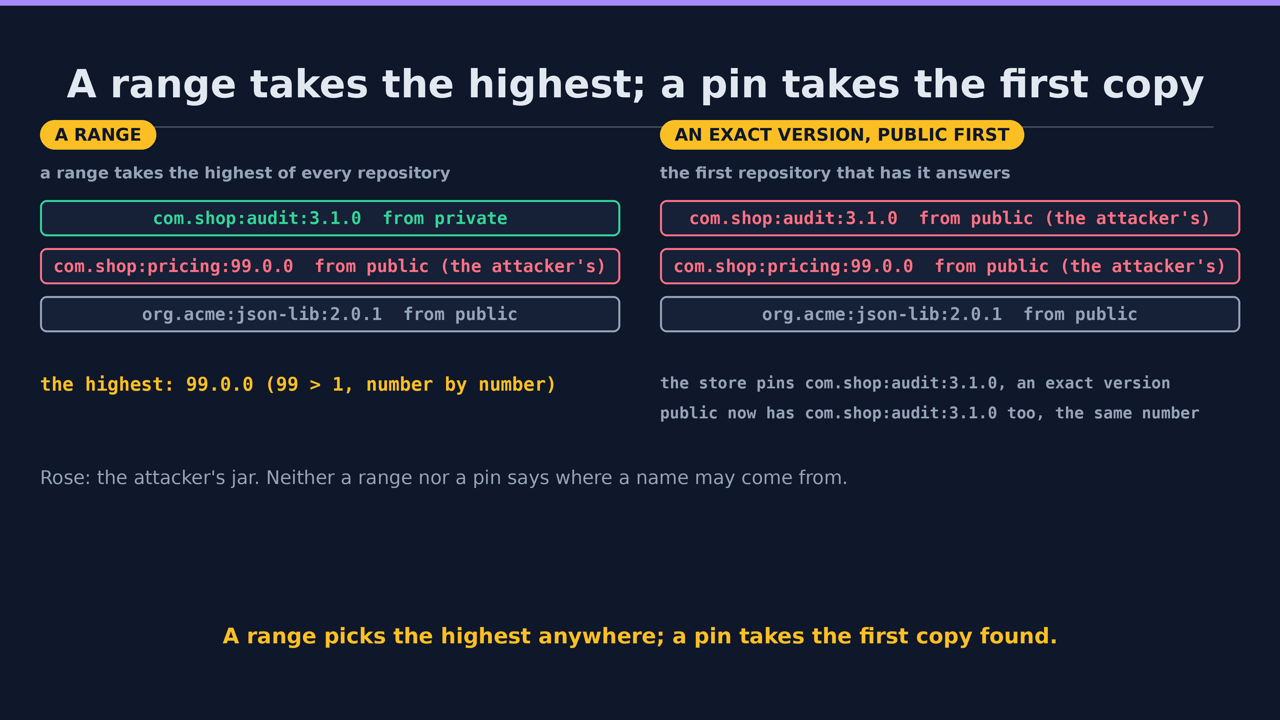 A range takes the highest; a pin takes the first copy
A RANGE
a range takes the highest of every repository
com.shop:audit:3.1.0  from private
com.shop:pricing:99.0.0  from public (the attacker's)
org.acme:json-lib:2.0.1  from public
the highest: 99.0.0 (99 > 1, number by number)
AN EXACT VERSION, PUBLIC FIRST
the first repository that has it answers
com.shop:audit:3.1.0  from public (the attacker's)
com.shop:pricing:99.0.0  from public (the attacker's)
org.acme:json-lib:2.0.1  from public
the store pins com.shop:audit:3.1.0, an exact version
public now has com.shop:audit:3.1.0 too, the same number
Rose: the attacker's jar. Neither a range nor a pin says where a name may come from.
A range picks the highest anywhere; a pin takes the first copy found.